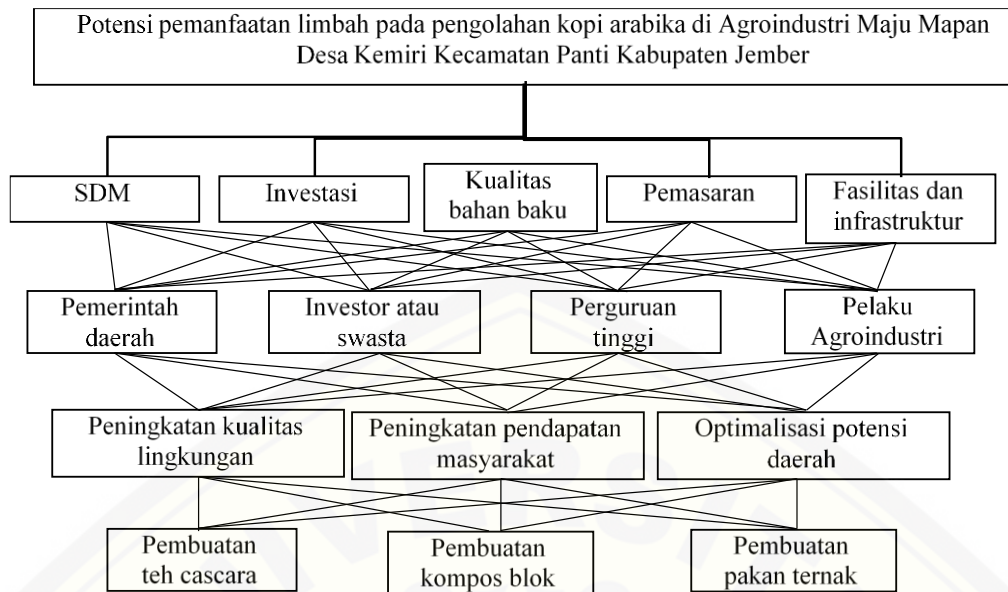 Potensi pemanfaatan limbah pada pengolahan kopi arabika di Agroindustri Maju Mapan
Desa Kemiri Kecamatan Panti Kabupaten Jember
SDM
Investasi
Kualitas
bahan baku
Pemasaran
Fasilitas dan
infrastruktur
Pemerintah
daerah
Investor atau
swasta
Perguruan
tinggi
Pelaku
Agroindustri
Peningkatan kualitas
lingkungan
Peningkatan pendapatan
masyarakat
Optimalisasi potensi
daerah
Pembuatan
teh cascara
Pembuatan
kompos blok
Pembuatan
pakan ternak